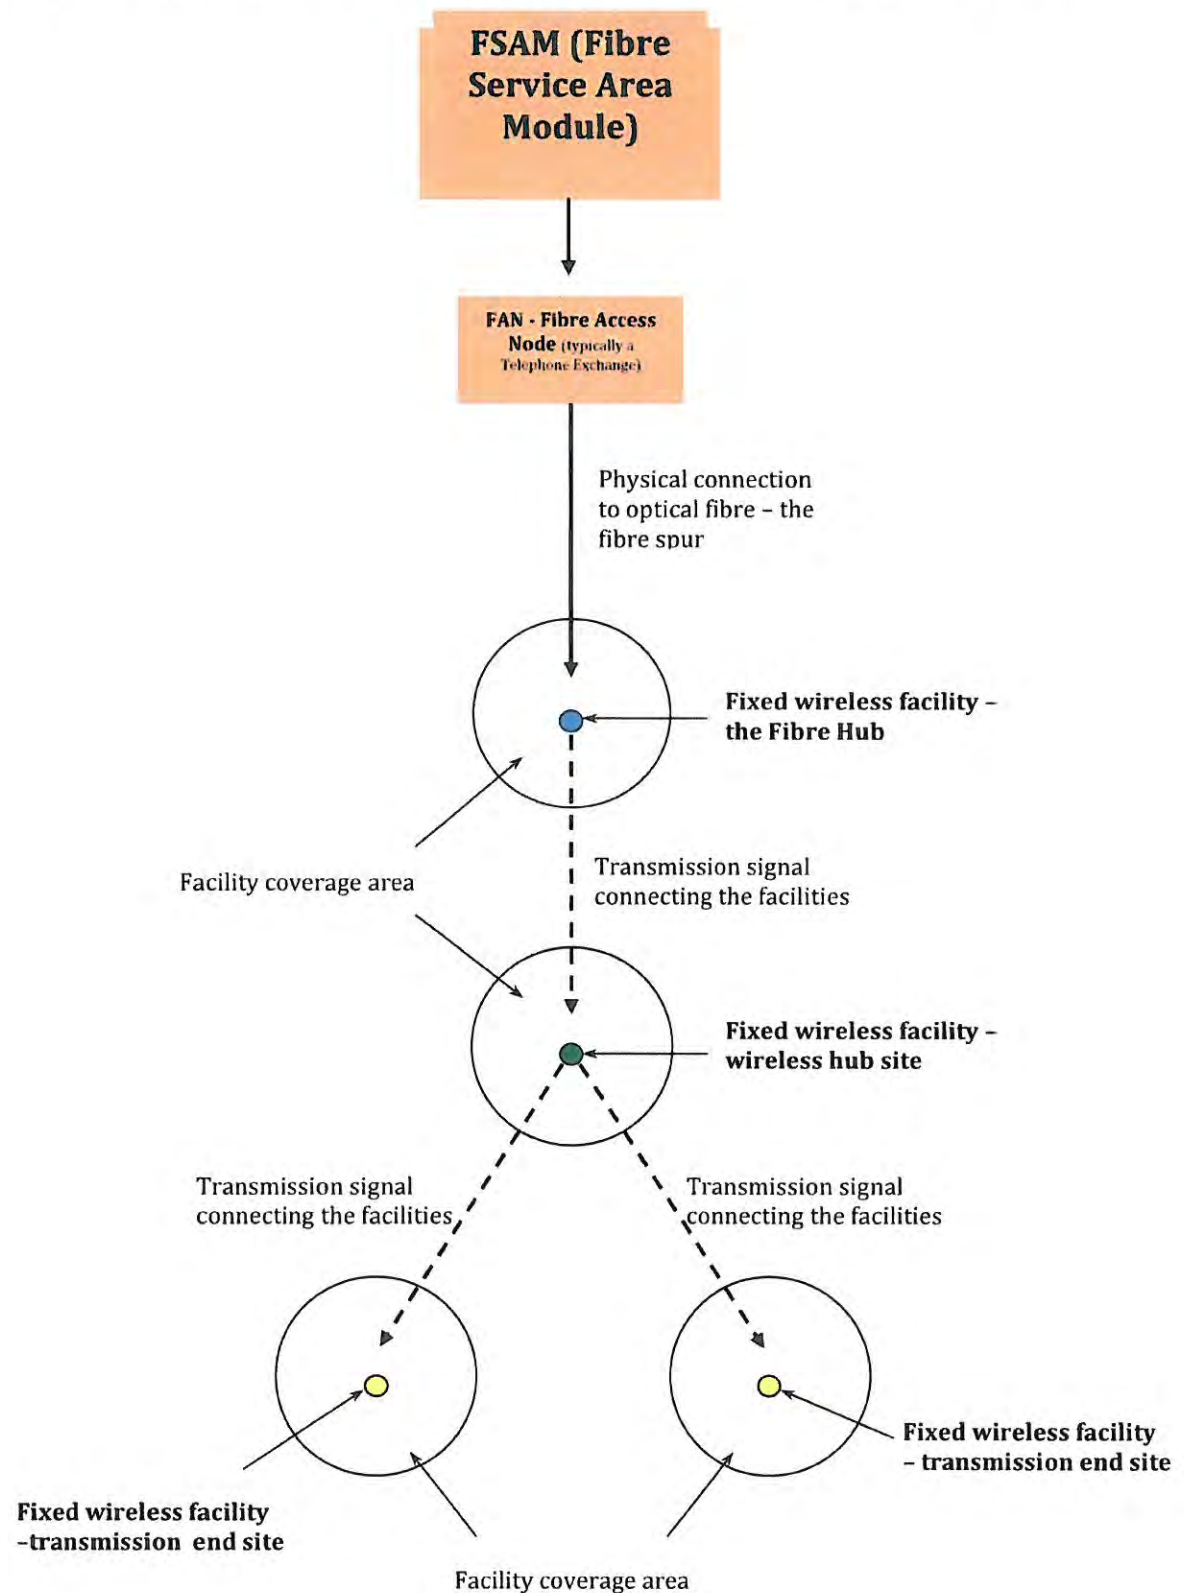 FSAM (Fibre
Service Area
Module)
FAN - Fibre Access
Node (typically a
Telephone Exchange)
Physical connection
to optical fibre – the
fibre spur
Fixed wireless facility –
the Fibre Hub
Transmission signal
connecting the facilities
Facility coverage area
Fixed wireless facility –
wireless hub site
Transmission signal
connecting the facilities
Transmission signal
connecting the facilities
Fixed wireless facility
– transmission end site
Fixed wireless facility
–transmission end site
Facility coverage area